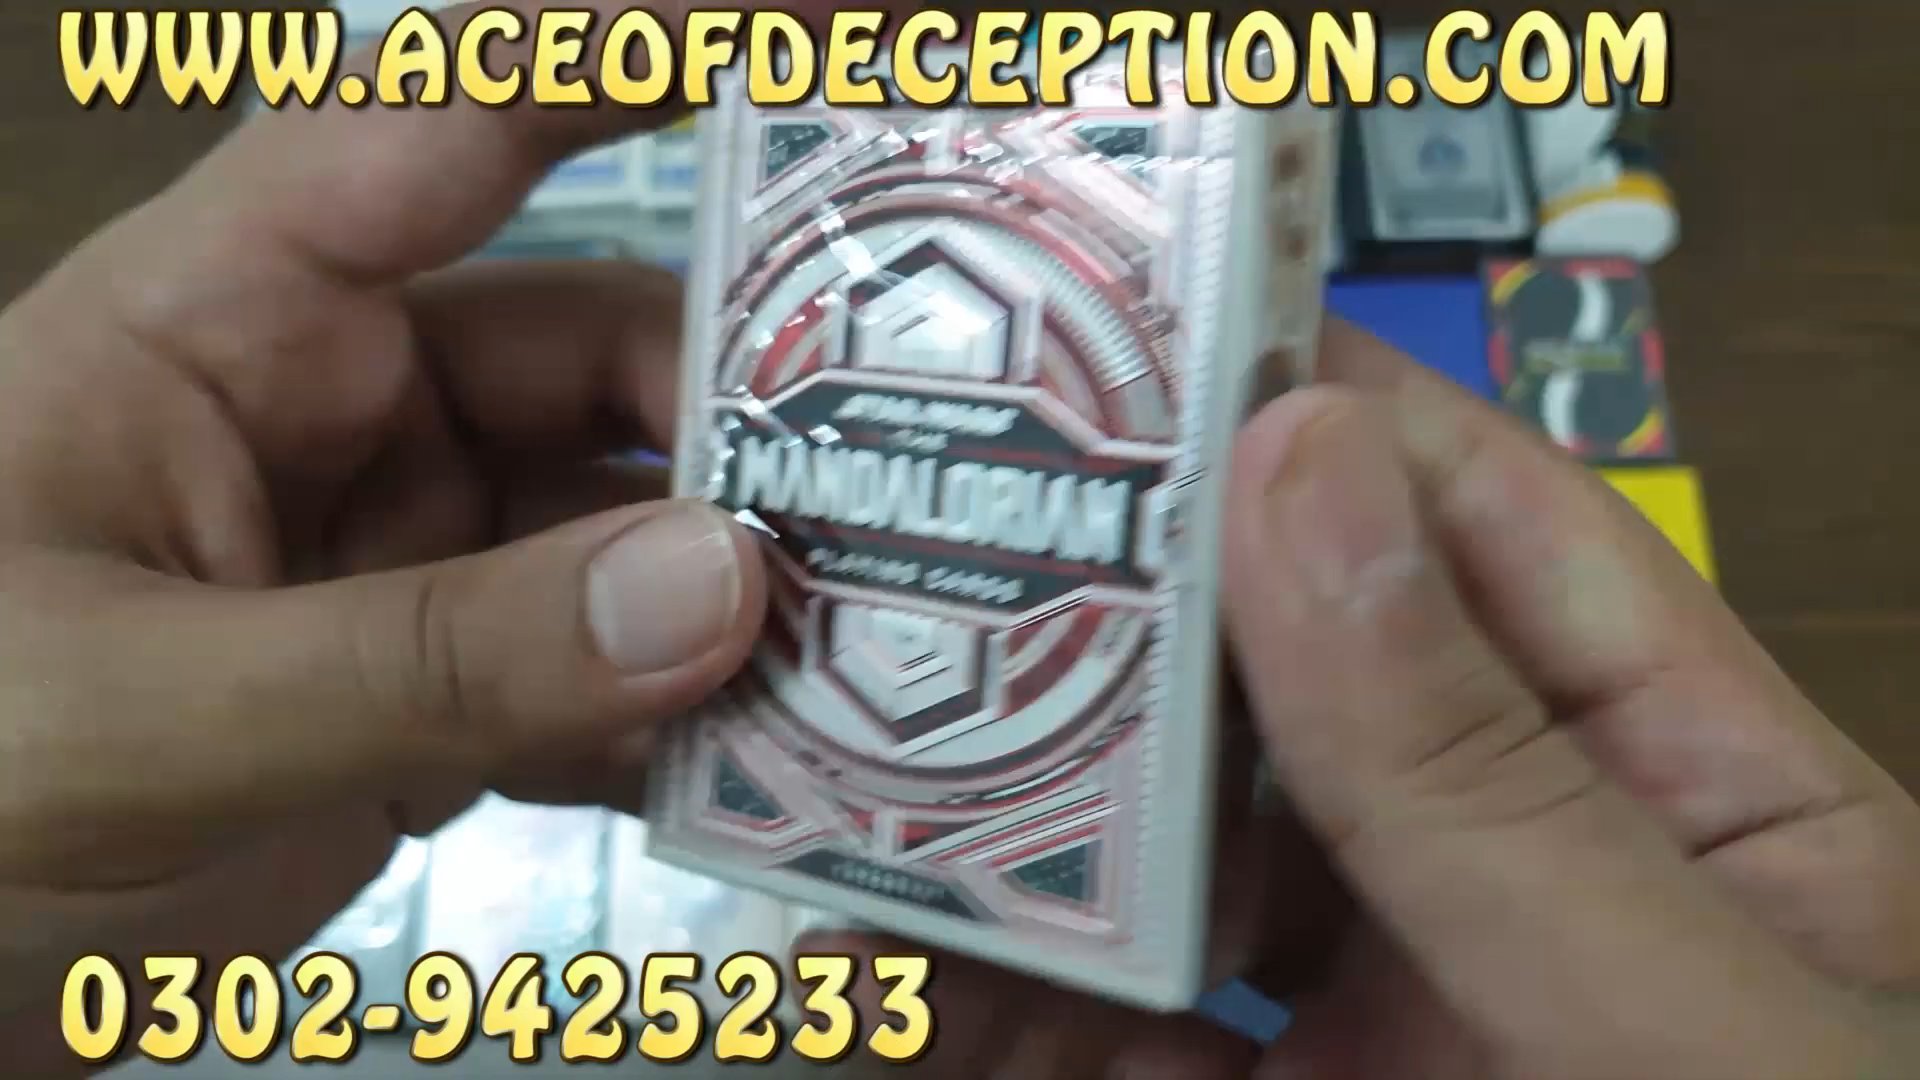 WWW.ACEOFDECEPTION.COM
STAR WARS
THE
MANDALORIAN
PLAYING CARDS
0302-9425233